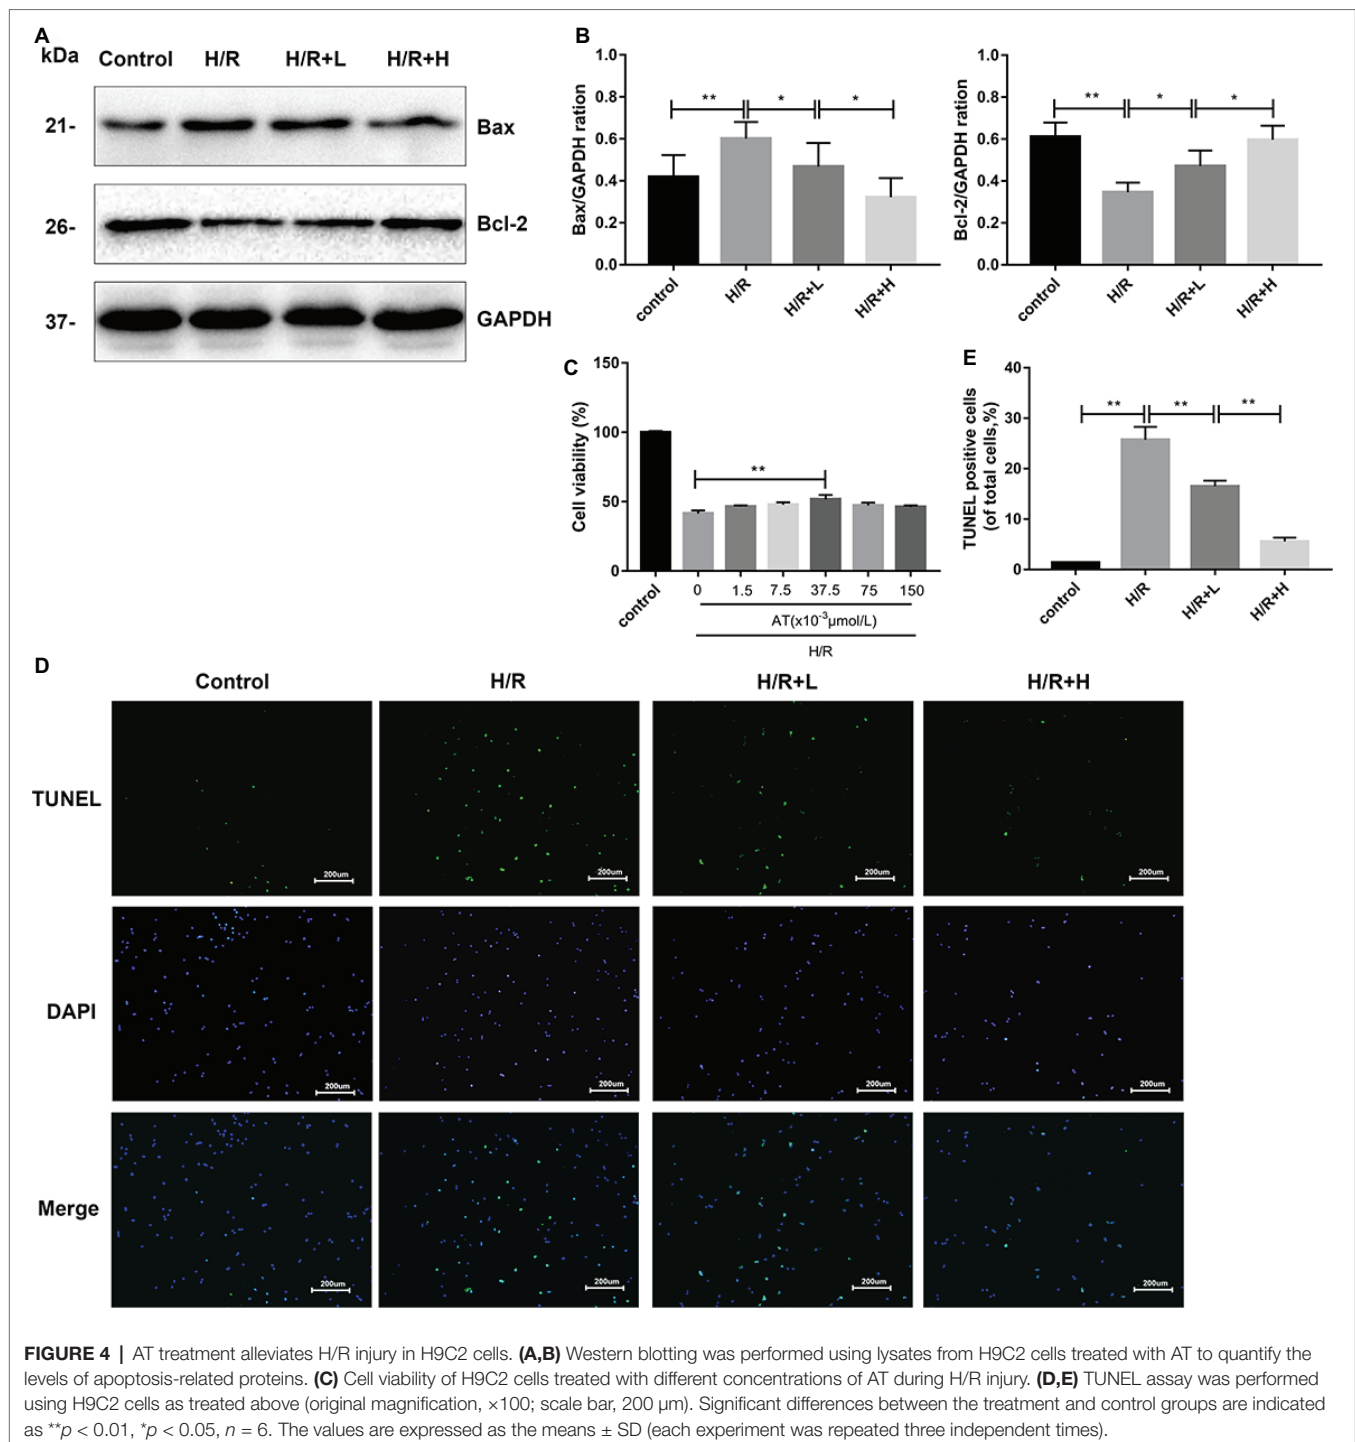 A
kDa Control H/R H/R+L H/R+H
21- Bax
26- Bcl-2
37- GAPDH
B
Bax/GAPDH ration
1.0
0.8
0.6
0.4
0.2
0.0
** * *
control H/R H/R+L H/R+H
Bcl-2/GAPDH ration
1.0
0.8
0.6
0.4
0.2
0.0
** * *
control H/R H/R+L H/R+H
C
Cell viability (%)
150
100
50
0
**
control 0 1.5 7.5 37.5 75 150
AT(x10⁻³µmol/L)
H/R
E
TUNEL positive cells
(of total cells,%)
40
30
20
10
0
** ** **
control H/R H/R+L H/R+H
D
Control H/R H/R+L H/R+H
TUNEL
200um 200um 200um 200um
DAPI
200um 200um 200um 200um
Merge
200um 200um 200um 200um
FIGURE 4 | AT treatment alleviates H/R injury in H9C2 cells. (A,B) Western blotting was performed using lysates from H9C2 cells treated with AT to quantify the
levels of apoptosis-related proteins. (C) Cell viability of H9C2 cells treated with different concentrations of AT during H/R injury. (D,E) TUNEL assay was performed
using H9C2 cells as treated above (original magnification, ×100; scale bar, 200 µm). Significant differences between the treatment and control groups are indicated
as **p < 0.01, *p < 0.05, n = 6. The values are expressed as the means ± SD (each experiment was repeated three independent times).